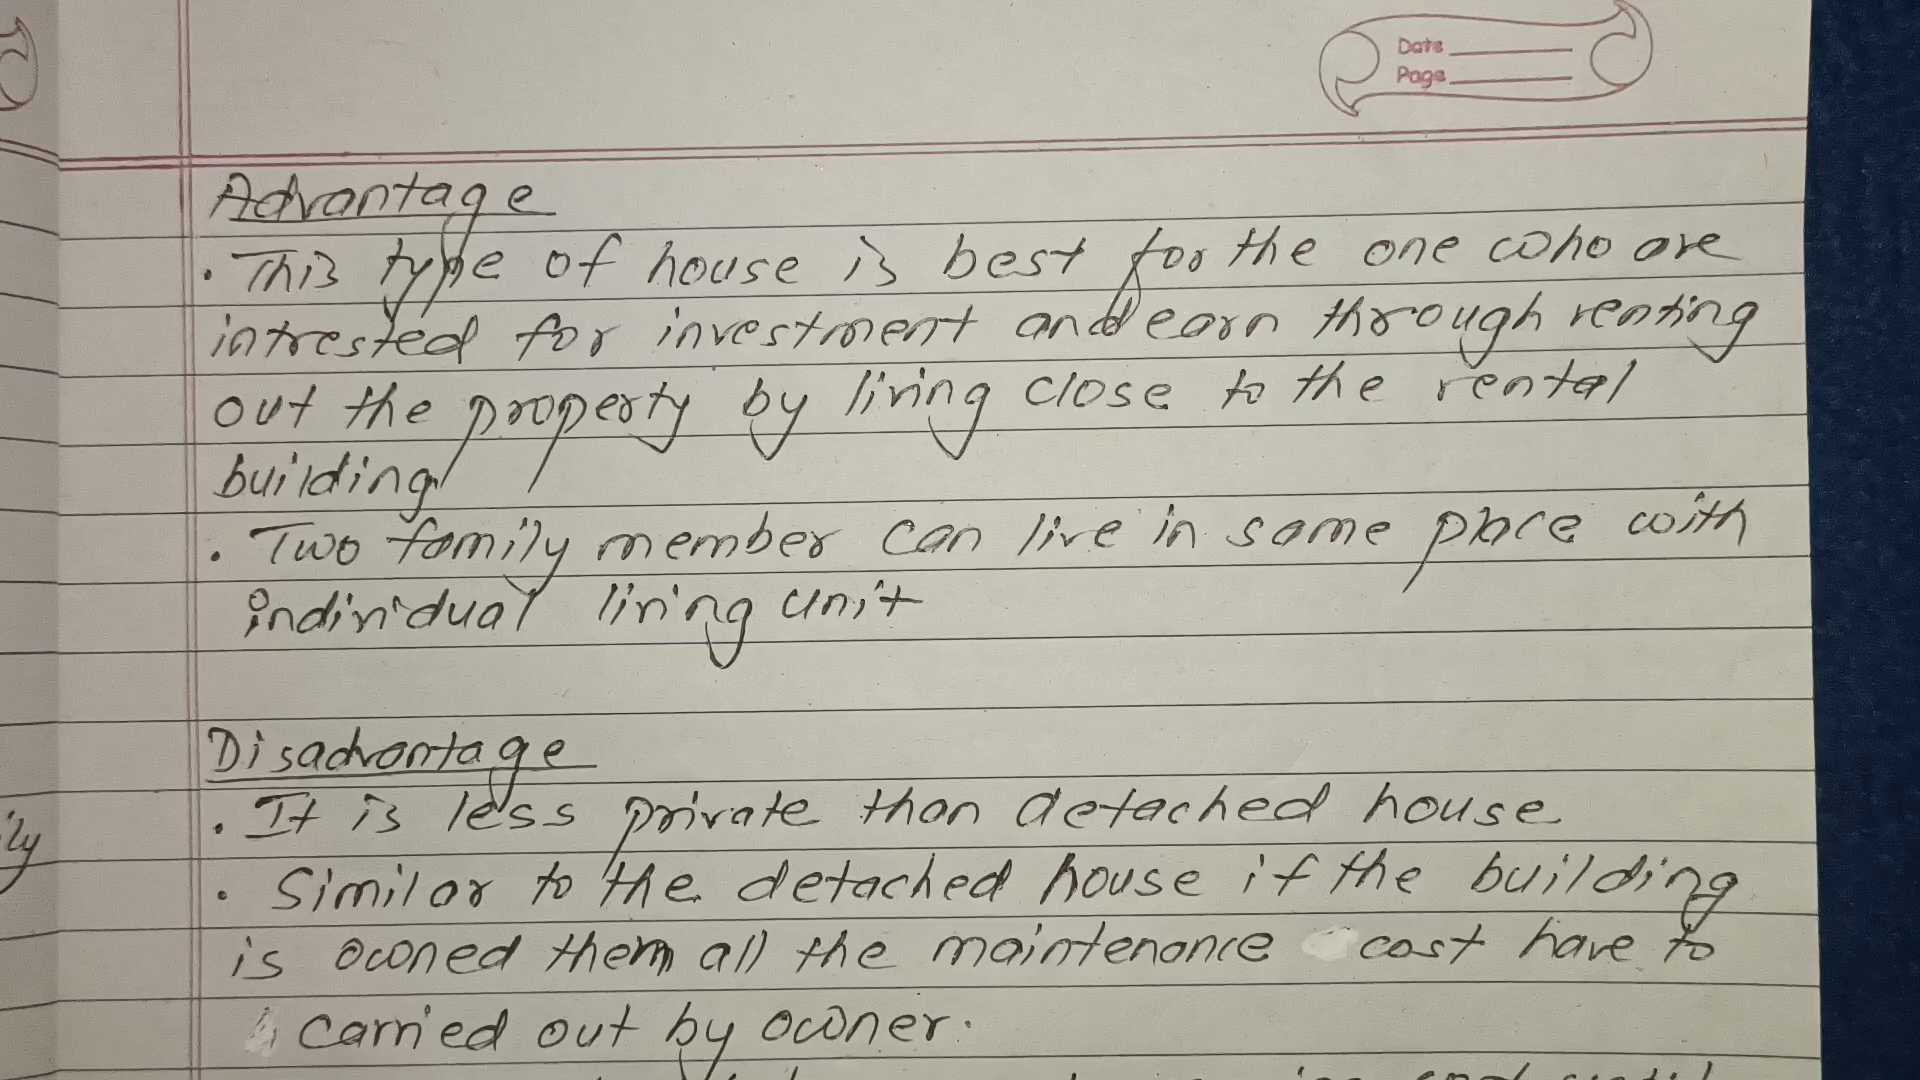 Date
Page
Advantage
. This type of house is best for the one who are
intrested for investment and earn through renting
out the property by living close to the rental
building.
. Two family member can live in same place with
individual living unit
Disadvantage
. It is less private than detached house
ily
. Similar to the detached house if the building
is owned them all the maintenance cost have to
carried out by owner.